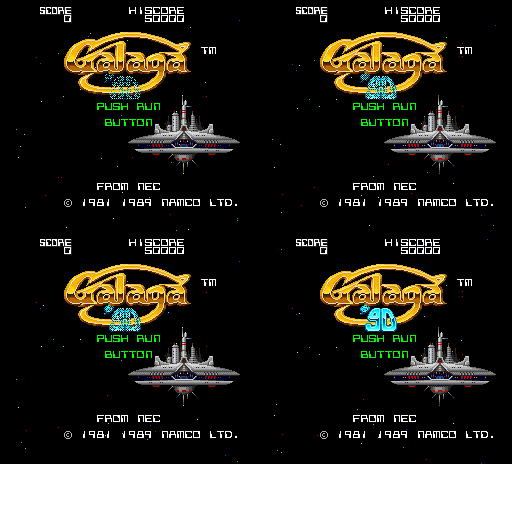 SCORE HISCORE SCORE HISCORE
0 50000 0 50000
Galaga TM Galaga TM
'90 '90
PUSH RUN PUSH RUN
BUTTON BUTTON
FROM NEC FROM NEC
© 1981 1989 NAMCO LTD. © 1981 1989 NAMCO LTD.
SCORE HISCORE SCORE HISCORE
0 50000 0 50000
Galaga TM Galaga TM
'90 '90
PUSH RUN PUSH RUN
BUTTON BUTTON
FROM NEC FROM NEC
© 1981 1989 NAMCO LTD. © 1981 1989 NAMCO LTD.